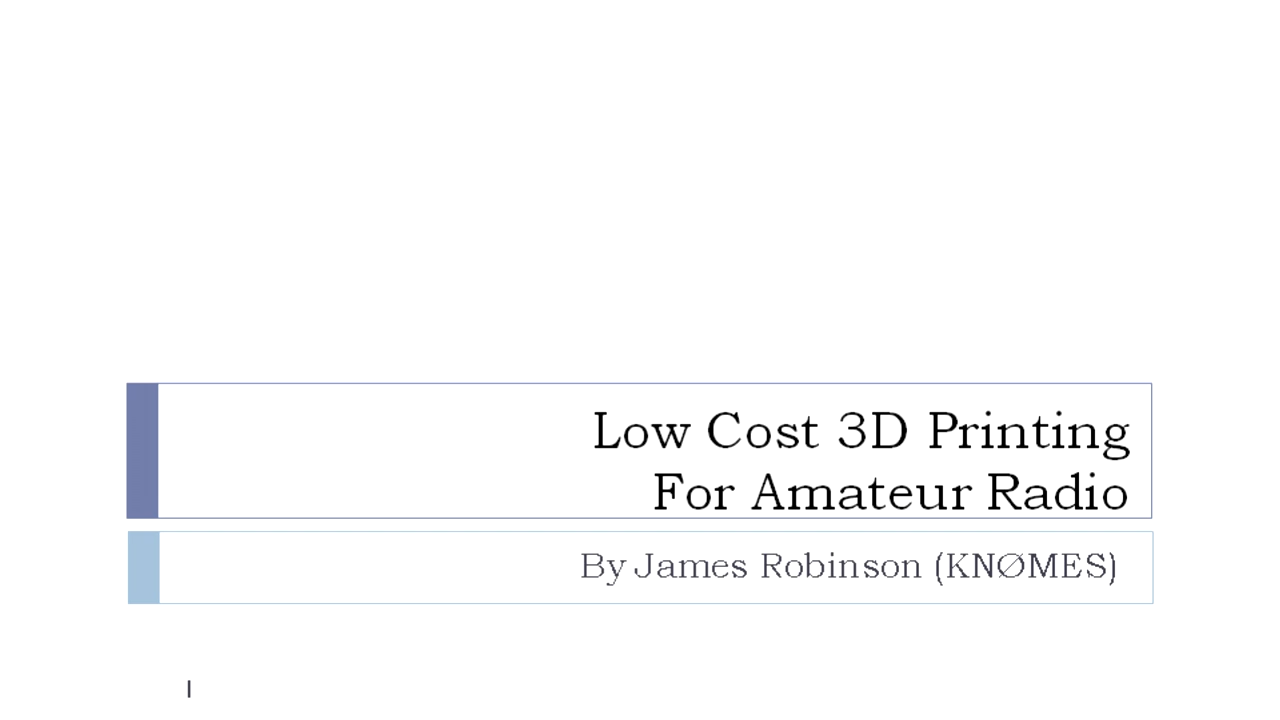 Low Cost 3D Printing
For Amateur Radio
By James Robinson (KNØMES)
1